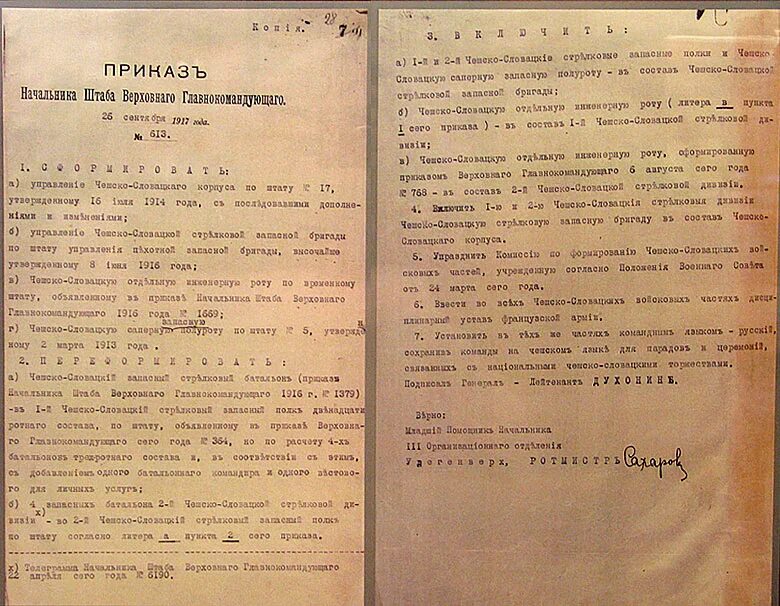 Копія.
28
7
ПРИКАЗЪ
Начальника Штаба Верховнаго Главнокомандующаго.
26 сентября 1917 года.
№ 613.
1. СФОРМИРОВАТЬ:
а) управленіе Чешско-Словацкаго корпуса по штату № 17,
утвержденному 16 іюля 1914 года, съ послѣдовавшими дополне-
ніями и измѣненіями;
б) управленіе Чешско-Словацкой стрѣлковой запасной бригады
по штату управленія пѣхотной запасной бригады, высочайше
утвержденному 8 іюня 1916 года;
в) Чешско-Словацкую отдѣльную инженерную роту по временному
штату, объявленному въ приказѣ Начальника Штаба Верховнаго
Главнокомандующаго 1916 года № 1669;
запасную
г) Чешско-Словацкую саперную полуроту по штату № 5, утвержден
ному 2 марта 1913 года .
2. ПЕРЕФОРМИРОВАТЬ:
а) Чешско-Словацкій запасный стрѣлковый баталіонъ (приказъ
Начальника Штаба Верховнаго Главнокомандующаго 1916 г. № 1379)
-въ 1-й Чешско-Словацкій стрѣлковый запасный полкъ двѣнадцати
ротнаго состава, по штату, объявленному въ приказѣ Верховна-
го Главнокомандующаго сего года № 364, но по расчету 4-хъ
баталіоновъ трехротнаго состава и, въ соотвѣтствіи съ этимъ,
съ добавленіемъ одного баталіоннаго командира и одного вѣстово-
го для личныхъ услугъ;
б) 4 запасныхъ баталіона 2-й Чешско-Словацкой стрѣлковой ди-
х)
визіи - во 2-й Чешско-Словацкій стрѣлковый запасный полкъ
по штату согласно литера а пункта 2 сего приказа.
х) Телеграмма Начальника Штаба Верховнаго Главнокомандующаго
22 апрѣля сего года № 6190.
3. ВКЛЮЧИТЬ:
а) 1-й и 2-й Чешско-Словацкіе стрѣлковые запасные полки и Чешско-
Словацкую саперную запасную полуроту - въ составъ Чешско-Словацкой
стрѣлковой запасной бригады;
б) Чешско-Словацкую отдѣльную инженерную роту ( литера в пункта
I сего приказа ) - въ составъ 1-й Чешско-Словацкой стрѣлковой ди-
визіи;
в) Чешско-Словацкую отдѣльную инженерную роту, сформированную
приказомъ Верховнаго Главнокомандующаго 6 августа сего года
№ 768 - въ составъ 2-й Чешско-Словацкой стрѣлковой дивизіи.
4. Включить 1-ю и 2-ю Чешско-Словацкія стрѣлковыя дивизіи
Чешско-Словацкую стрѣлковую запасную бригаду въ составъ Чешско-
Словацкаго корпуса.
5. Упразднить Комиссію по формированію Чешско-Словацкихъ вой-
сковыхъ частей, учрежденную согласно Положенія Военнаго Совѣта
отъ 24 марта сего года.
6. Ввести во всѣхъ Чешско-Словацкихъ войсковыхъ частяхъ дисци-
плинарный уставъ французской арміи.
7. Установить въ тѣхъ же частяхъ команднымъ языкомъ - русскій,
сохранивъ команды на чешскомъ языкѣ для парадовъ и церемоній,
связанныхъ съ національными чешско-словацкими торжествами.
Подписалъ Генералъ - Лейтенантъ ДУХОНИНЪ.
Вѣрно:
Младшій Помощникъ Начальника
III Организаціоннаго отдѣленія
РОТМИСТРЪ Сахаровъ